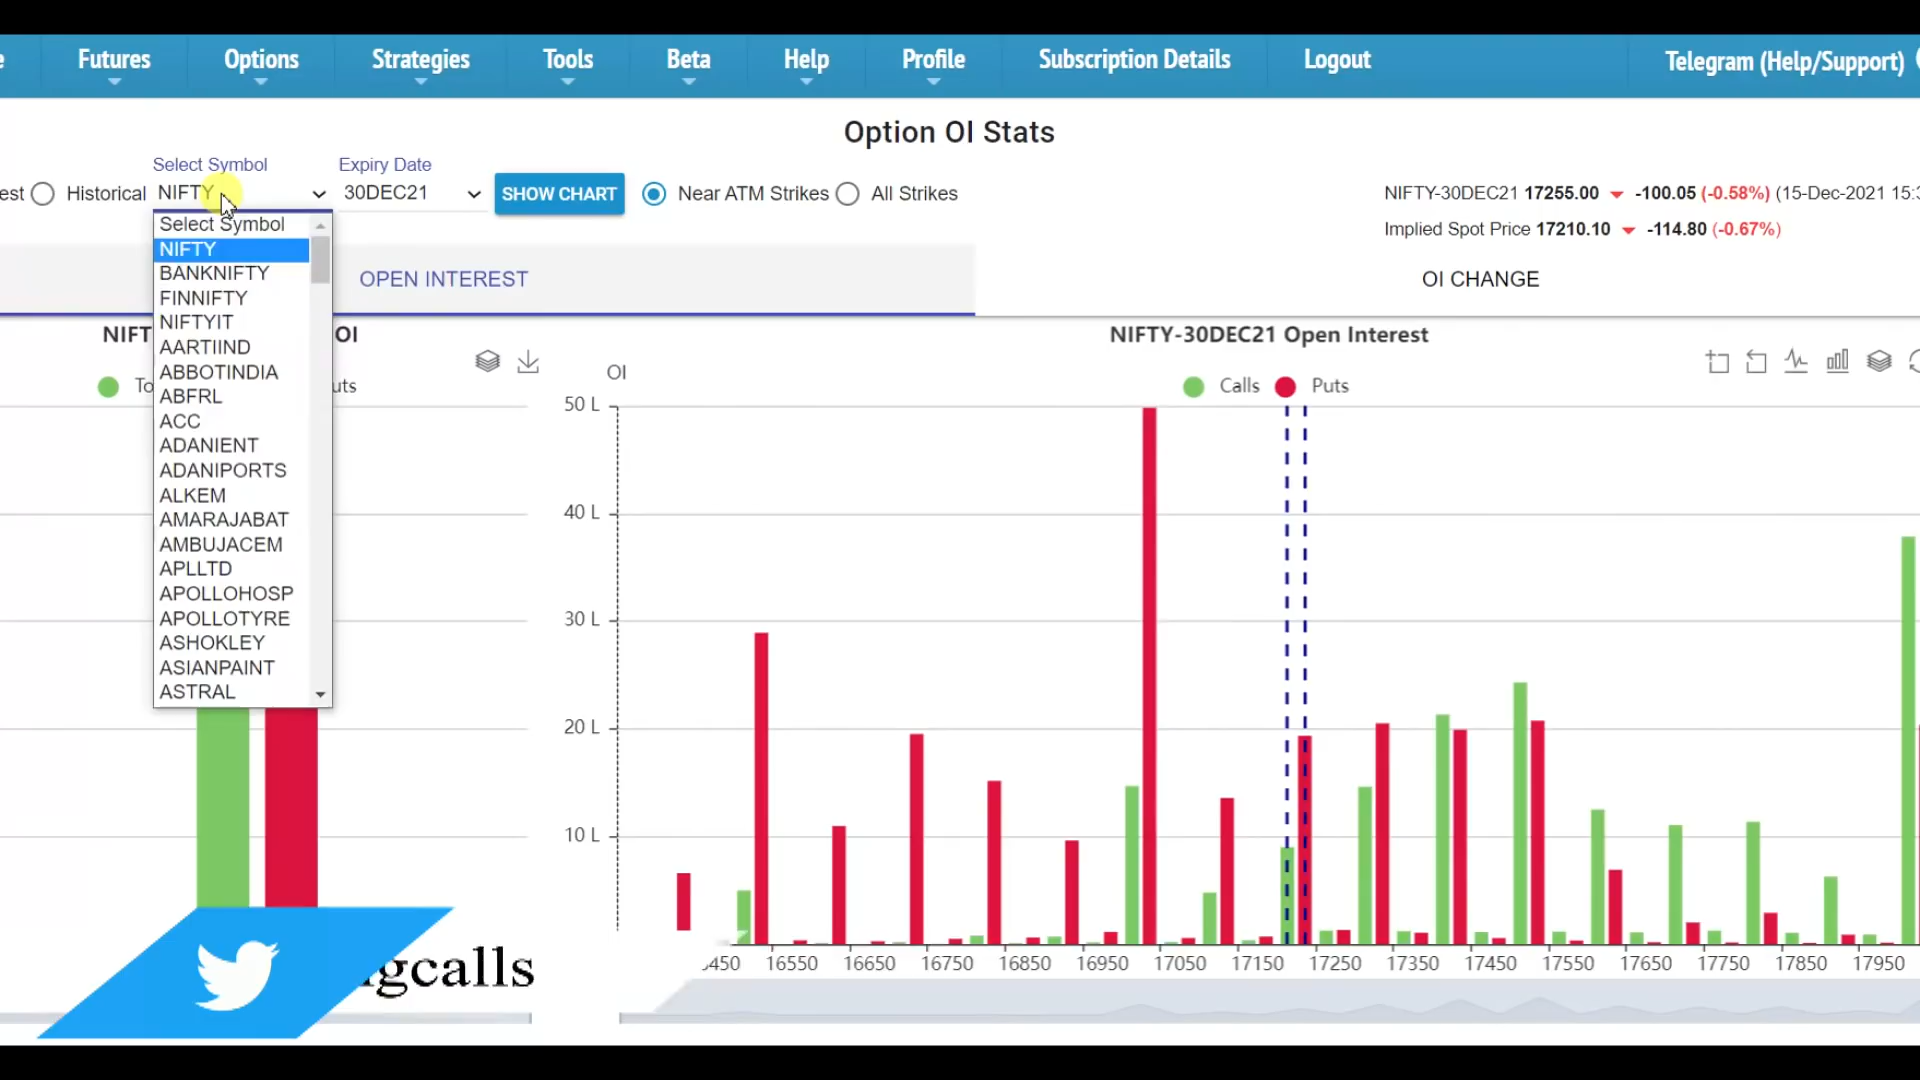 Futures Options Strategies Tools Beta Help Profile Subscription Details Logout Telegram (Help/Support)
Option OI Stats
Select Symbol Expiry Date
est Historical NIFTY 30DEC21 SHOW CHART Near ATM Strikes All Strikes NIFTY-30DEC21 17255.00 -100.05 (-0.58%) (15-Dec-2021 15:3
Implied Spot Price 17210.10 -114.80 (-0.67%)
Select Symbol
NIFTY
BANKNIFTY
FINNIFTY
NIFTYIT
AARTIIND
ABBOTINDIA
ABFRL
ACC
ADANIENT
ADANIPORTS
ALKEM
AMARAJABAT
AMBUJACEM
APLLTD
APOLLOHOSP
APOLLOTYRE
ASHOKLEY
ASIANPAINT
ASTRAL
OPEN INTEREST OI CHANGE
NIFT OI
To uts
NIFTY-30DEC21 Open Interest
OI
Calls Puts
50 L
40 L
30 L
20 L
10 L
450 16550 16650 16750 16850 16950 17050 17150 17250 17350 17450 17550 17650 17750 17850 17950
gcalls